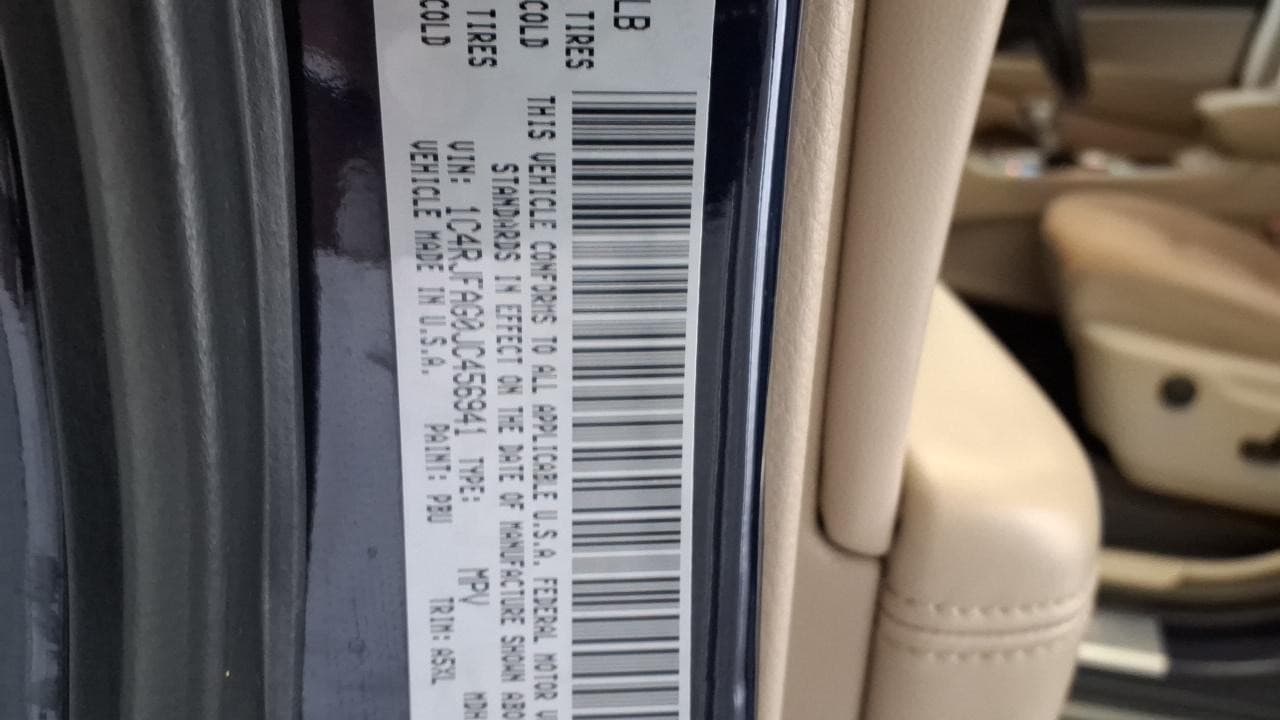 LB
TIRES
COLD
TIRES
COLD
THIS VEHICLE CONFORMS TO ALL APPLICABLE U.S.A. FEDERAL MOTOR V
STANDARDS IN EFFECT ON THE DATE OF MANUFACTURE SHOWN ABO
VIN: 1C4RJFAG0JC456941 TYPE: MPV MDH
VEHICLE MADE IN U.S.A. PAINT: PBU TRIM: A5XL